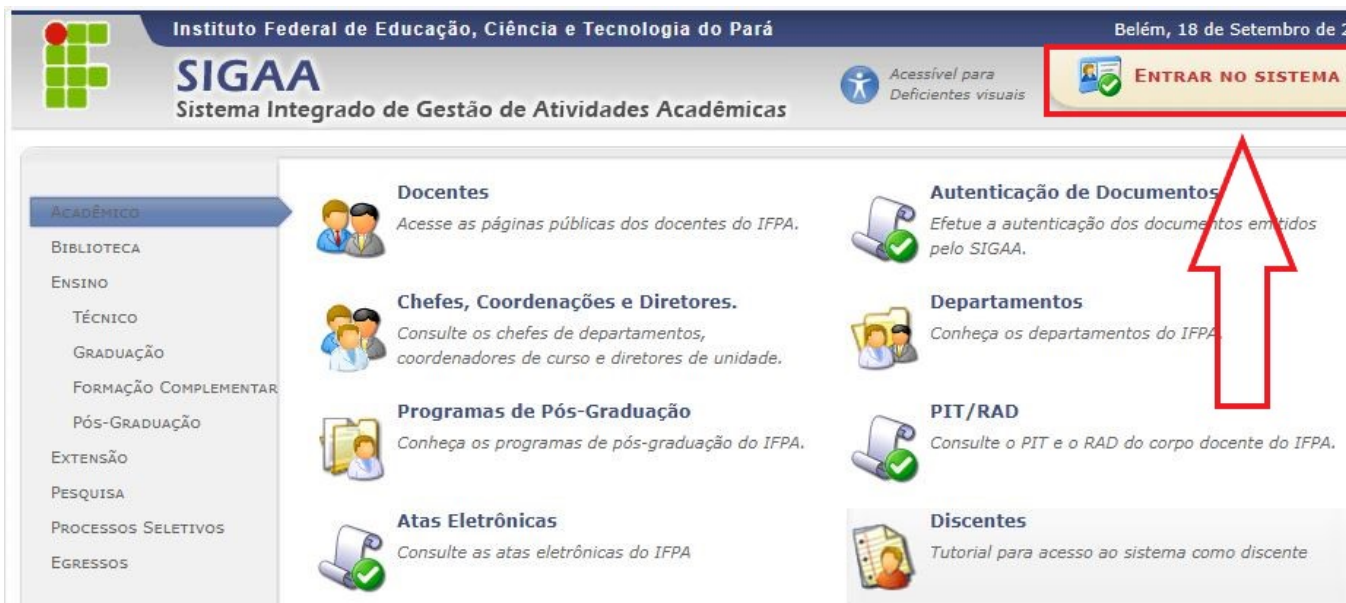 Instituto Federal de Educação, Ciência e Tecnologia do Pará
Belém, 18 de Setembro de
SIGAA
Sistema Integrado de Gestão de Atividades Acadêmicas
Acessível para
Deficientes visuais
ENTRAR NO SISTEMA
ACADÊMICO
BIBLIOTECA
ENSINO
TÉCNICO
GRADUAÇÃO
FORMAÇÃO COMPLEMENTAR
PÓS-GRADUAÇÃO
EXTENSÃO
PESQUISA
PROCESSOS SELETIVOS
EGRESSOS
Docentes
Acesse as páginas públicas dos docentes do IFPA.
Autenticação de Documentos
Efetue a autenticação dos documentos emitidos
pelo SIGAA.
Chefes, Coordenações e Diretores.
Consulte os chefes de departamentos,
coordenadores de curso e diretores de unidade.
Departamentos
Conheça os departamentos do IFPA.
Programas de Pós-Graduação
Conheça os programas de pós-graduação do IFPA.
PIT/RAD
Consulte o PIT e o RAD do corpo docente do IFPA.
Atas Eletrônicas
Consulte as atas eletrônicas do IFPA
Discentes
Tutorial para acesso ao sistema como discente